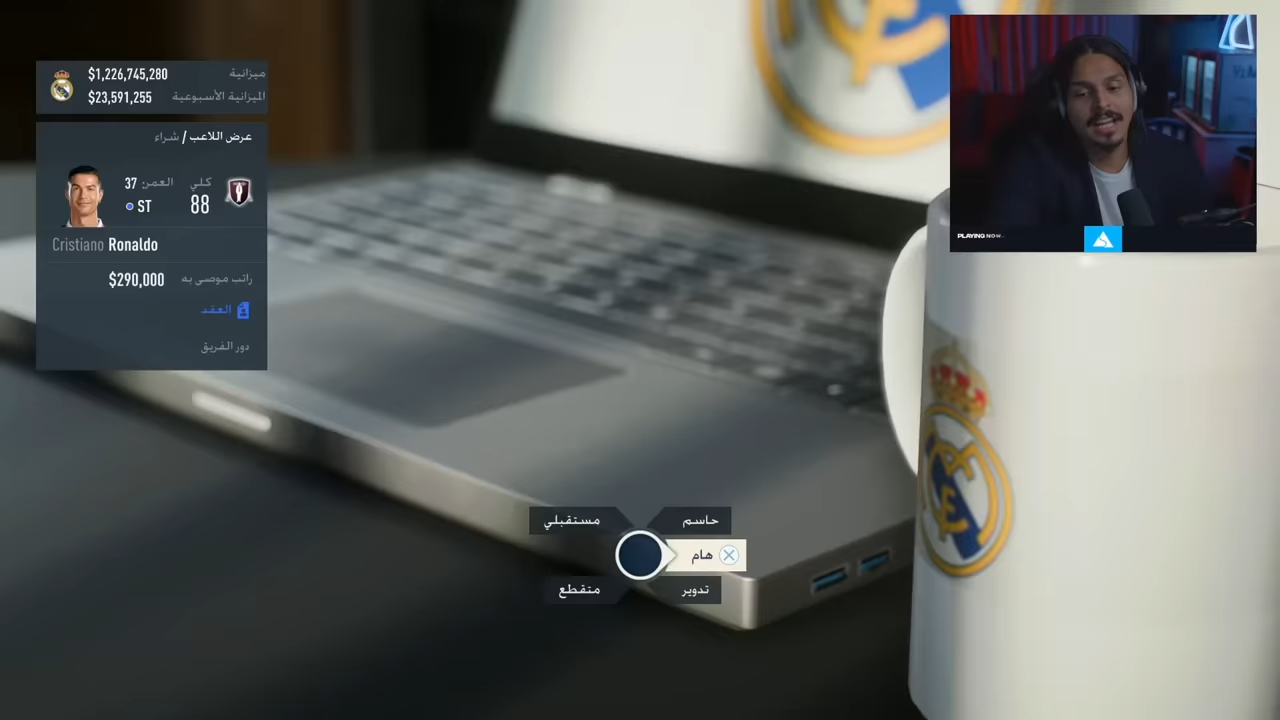 ميزانية $1,226,745,280
الميزانية الأسبوعية $23,591,255
عرض اللاعب / شراء
كلي العمر: 37
88 ST
Cristiano Ronaldo
راتب موصى به $290,000
العقد
دور الفريق
PLAYING NOW..
حاسم مستقبلي
هام
تدوير متقطع